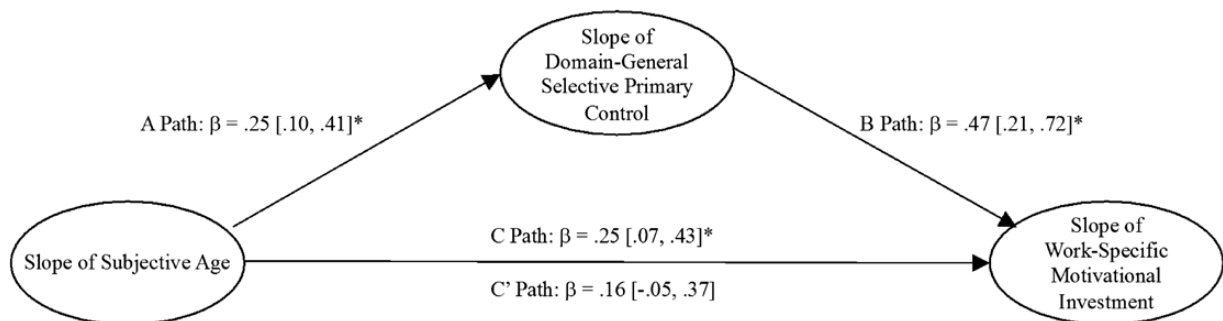 Slope of
Domain-General
Selective Primary
Control
A Path: β = .25 [.10, .41]*
B Path: β = .47 [.21, .72]*
Slope of Subjective Age
C Path: β = .25 [.07, .43]*
C' Path: β = .16 [-.05, .37]
Slope of
Work-Specific
Motivational
Investment